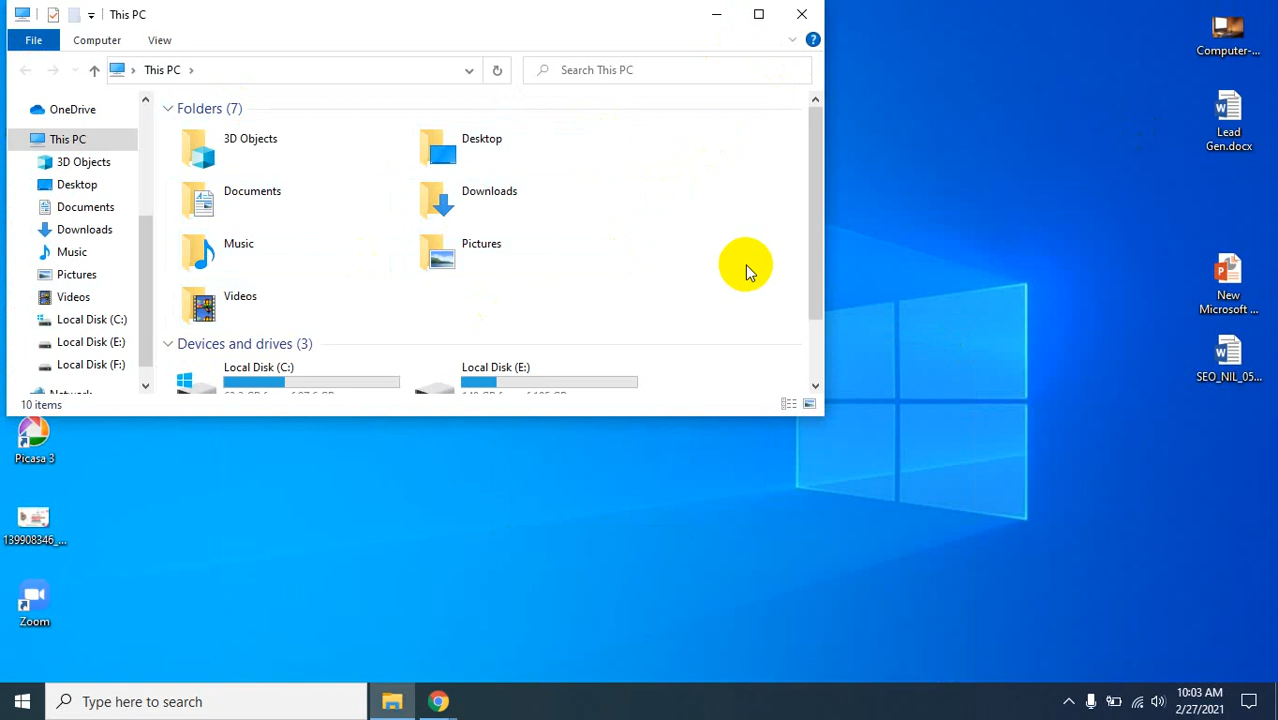 This PC
File
Computer
View
This PC
Search This PC
OneDrive
This PC
3D Objects
Desktop
Documents
Downloads
Music
Pictures
Videos
Local Disk (C:)
Local Disk (E:)
Local Disk (F:)
Folders (7)
3D Objects
Desktop
Documents
Downloads
Music
Pictures
Videos
Devices and drives (3)
Local Disk (C:)
Local Disk (E:)
10 items
Picasa 3
139908346_...
Zoom
Computer-...
Lead
Gen.docx
New
Microsoft ...
SEO_NIL_05...
Type here to search
10:03 AM
2/27/2021